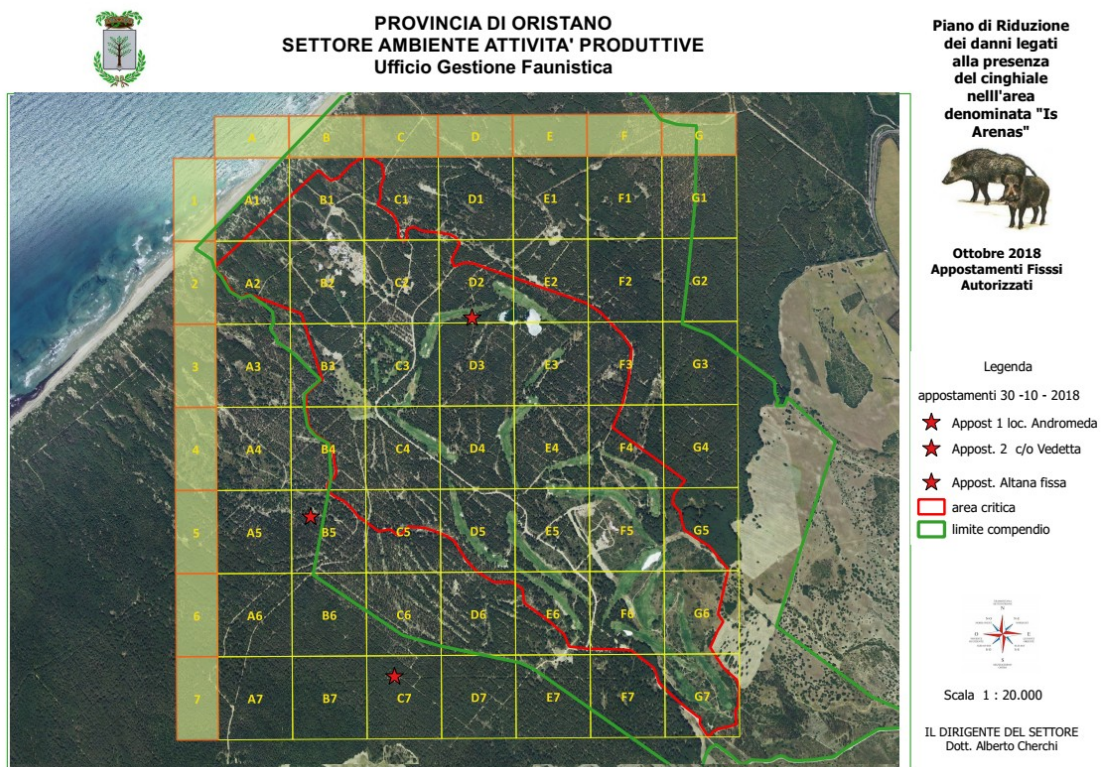 PROVINCIA DI ORISTANO
SETTORE AMBIENTE ATTIVITA' PRODUTTIVE
Ufficio Gestione Faunistica
Piano di Riduzione
dei danni legati
alla presenza
del cinghiale
nelll'area
denominata "Is
Arenas"
Ottobre 2018
Appostamenti Fisssi
Autorizzati
Legenda
appostamenti 30 -10 - 2018
Appost 1 loc. Andromeda
Appost. 2 c/o Vedetta
Appost. Altana fissa
area critica
limite compendio
N
O E
S
Scala 1 : 20.000
IL DIRIGENTE DEL SETTORE
Dott. Alberto Cherchi
A B C D E F G
1 A1 B1 C1 D1 E1 F1 G1
2 A2 B2 C2 D2 E2 F2 G2
3 A3 B3 C3 D3 E3 F3 G3
4 A4 B4 C4 D4 E4 F4 G4
5 A5 B5 C5 D5 E5 F5 G5
6 A6 B6 C6 D6 E6 F6 G6
7 A7 B7 C7 D7 E7 F7 G7